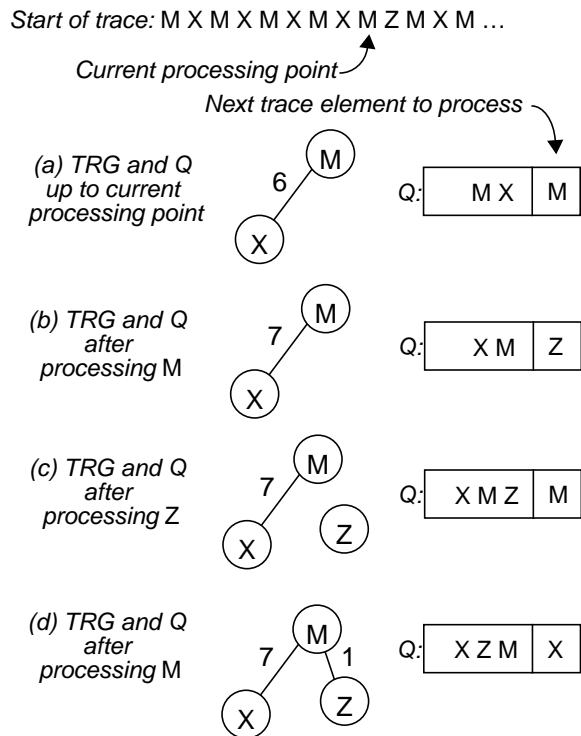 Start of trace: M X M X M X M X M Z M X M ...
Current processing point
Next trace element to process
(a) TRG and Q
up to current
processing point
M
6
X
Q:
M X
M
(b) TRG and Q
after
processing M
M
7
X
Q:
X M
Z
(c) TRG and Q
after
processing Z
M
7
X
Z
Q:
X M Z
M
(d) TRG and Q
after
processing M
M
7
1
X
Z
Q:
X Z M
X